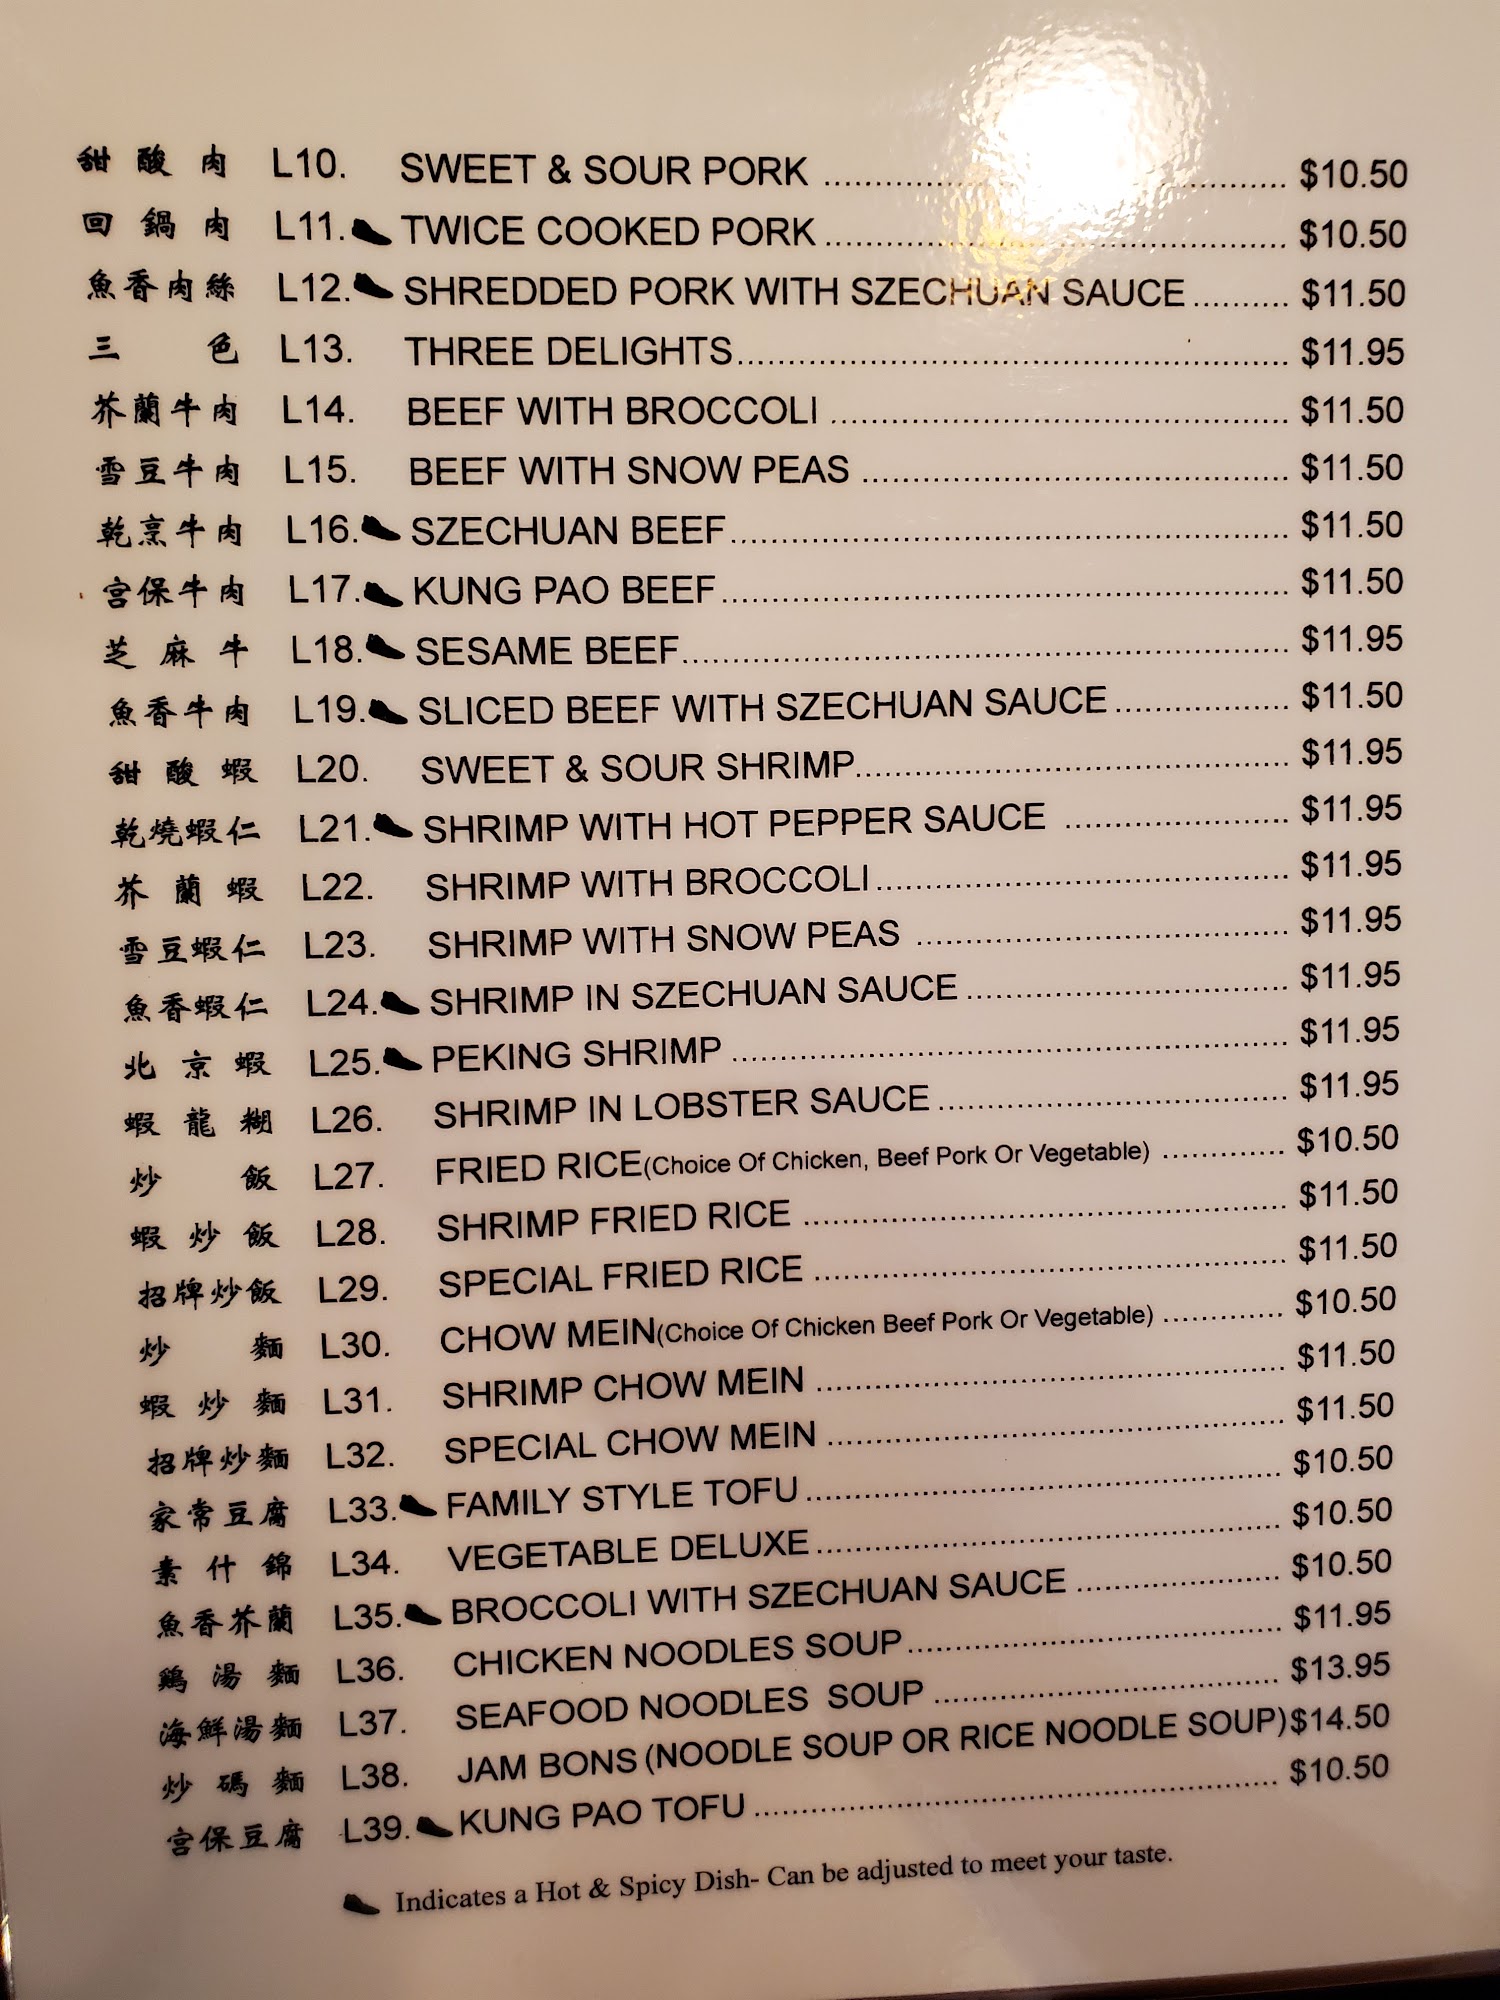 甜酸肉 L10. SWEET & SOUR PORK $10.50
回鍋肉 L11. TWICE COOKED PORK $10.50
魚香肉絲 L12. SHREDDED PORK WITH SZECHUAN SAUCE $11.50
三色 L13. THREE DELIGHTS $11.95
芥蘭牛肉 L14. BEEF WITH BROCCOLI $11.50
雪豆牛肉 L15. BEEF WITH SNOW PEAS $11.50
乾烹牛肉 L16. SZECHUAN BEEF $11.50
宮保牛肉 L17. KUNG PAO BEEF $11.50
芝麻牛 L18. SESAME BEEF $11.95
魚香牛肉 L19. SLICED BEEF WITH SZECHUAN SAUCE $11.50
甜酸蝦 L20. SWEET & SOUR SHRIMP $11.95
乾燒蝦仁 L21. SHRIMP WITH HOT PEPPER SAUCE $11.95
芥蘭蝦 L22. SHRIMP WITH BROCCOLI $11.95
雪豆蝦仁 L23. SHRIMP WITH SNOW PEAS $11.95
魚香蝦仁 L24. SHRIMP IN SZECHUAN SAUCE $11.95
北京蝦 L25. PEKING SHRIMP $11.95
蝦龍糊 L26. SHRIMP IN LOBSTER SAUCE $11.95
炒飯 L27. FRIED RICE(Choice Of Chicken, Beef Pork Or Vegetable) $10.50
蝦炒飯 L28. SHRIMP FRIED RICE $11.50
招牌炒飯 L29. SPECIAL FRIED RICE $11.50
炒麵 L30. CHOW MEIN(Choice Of Chicken Beef Pork Or Vegetable) $10.50
蝦炒麵 L31. SHRIMP CHOW MEIN $11.50
招牌炒麵 L32. SPECIAL CHOW MEIN $11.50
家常豆腐 L33. FAMILY STYLE TOFU $10.50
素什錦 L34. VEGETABLE DELUXE $10.50
魚香芥蘭 L35. BROCCOLI WITH SZECHUAN SAUCE $10.50
鷄湯麵 L36. CHICKEN NOODLES SOUP $11.95
海鮮湯麵 L37. SEAFOOD NOODLES SOUP $13.95
炒碼麵 L38. JAM BONS (NOODLE SOUP OR RICE NOODLE SOUP) $14.50
宮保豆腐 L39. KUNG PAO TOFU $10.50
Indicates a Hot & Spicy Dish- Can be adjusted to meet your taste.